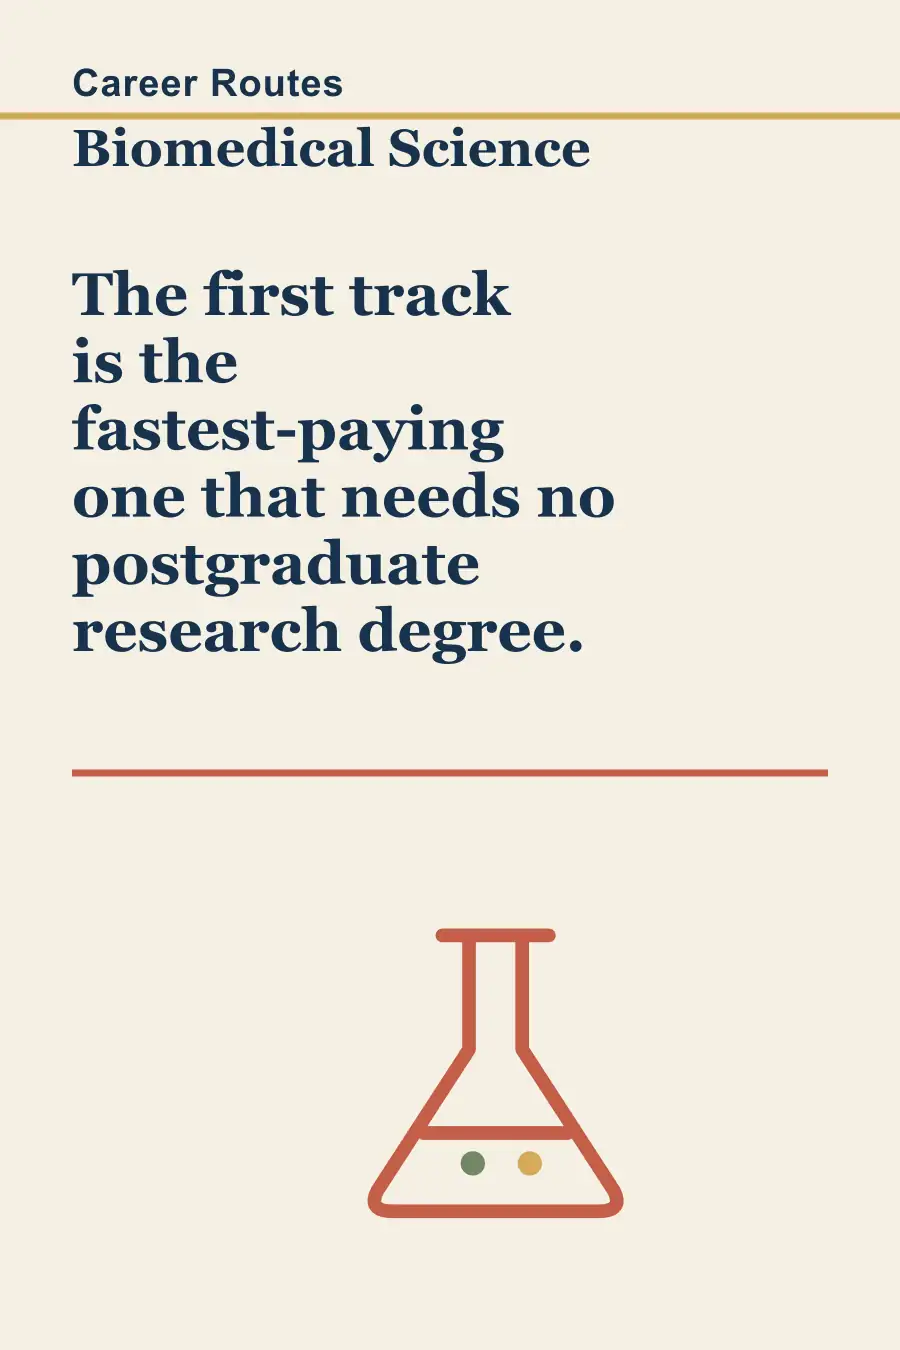 Career Routes
Biomedical Science
The first track
is the
fastest-paying
one that needs no
postgraduate
research degree.